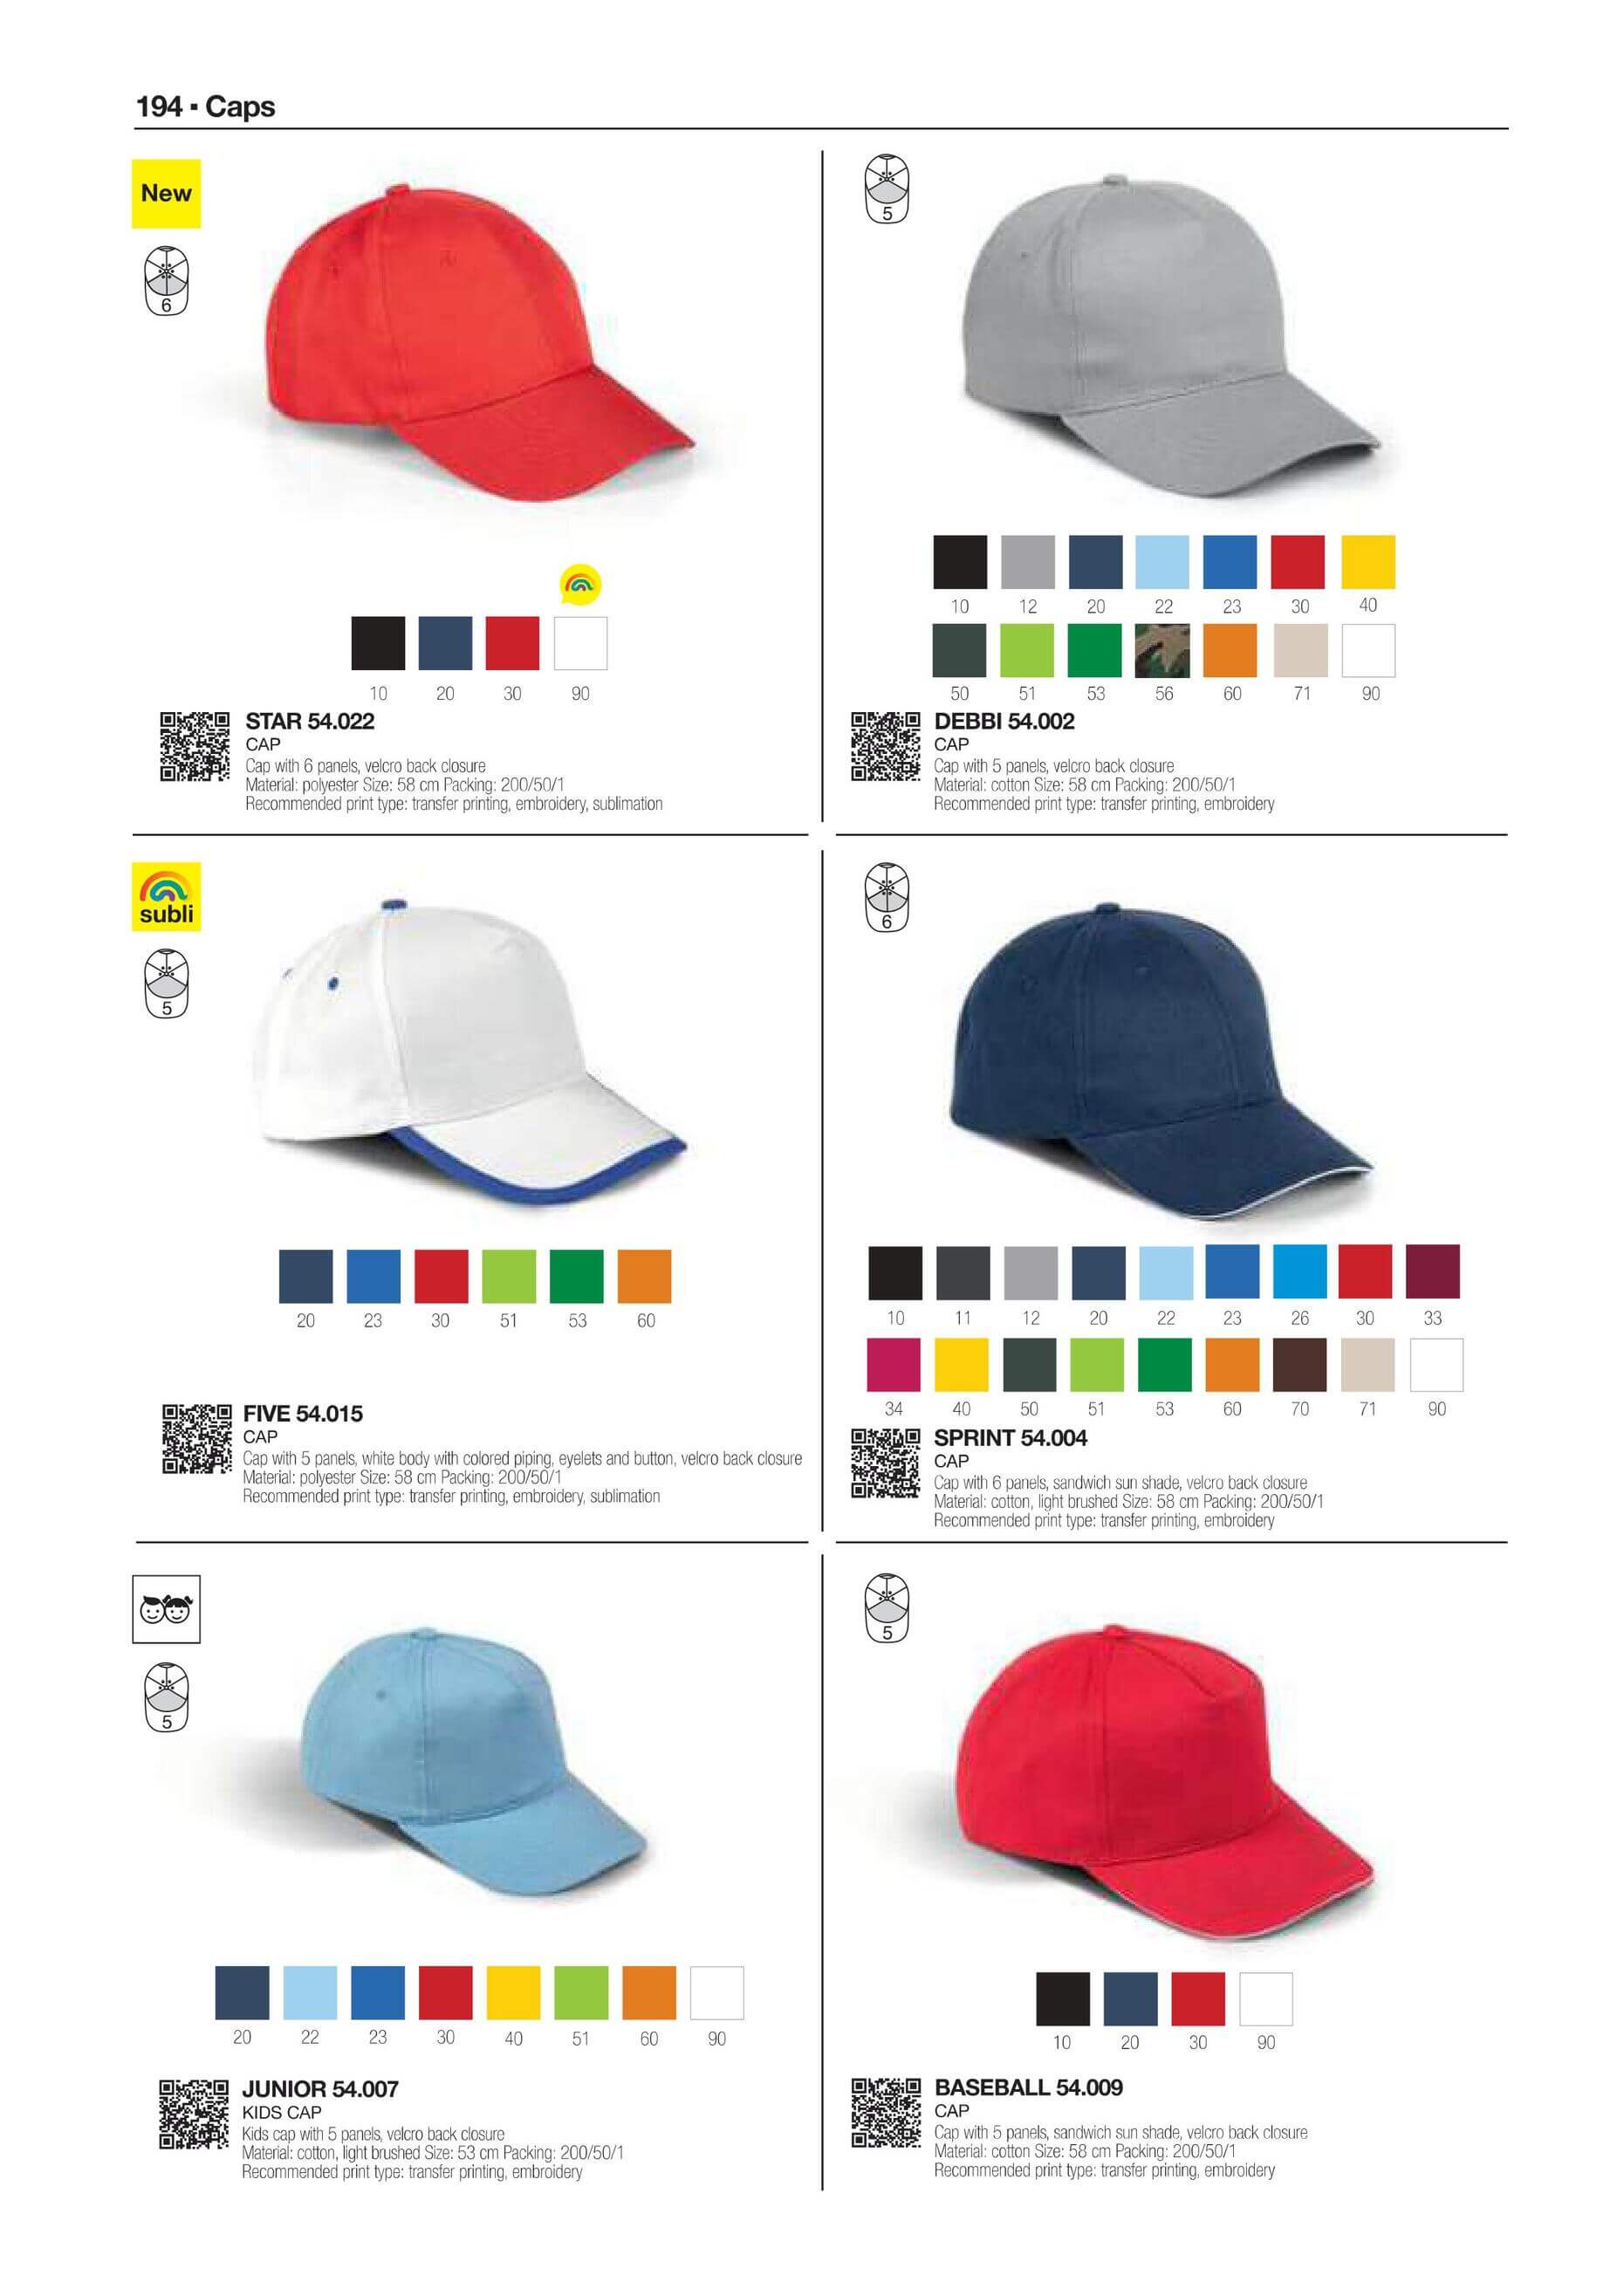 194 ▪ Caps
New
6
10 20 30 90
STAR 54.022
CAP
Cap with 6 panels, velcro back closure
Material: polyester Size: 58 cm Packing: 200/50/1
Recommended print type: transfer printing, embroidery, sublimation
5
10 12 20 22 23 30 40
50 51 53 56 60 71 90
DEBBI 54.002
CAP
Cap with 5 panels, velcro back closure
Material: cotton Size: 58 cm Packing: 200/50/1
Recommended print type: transfer printing, embroidery
subli
5
20 23 30 51 53 60
FIVE 54.015
CAP
Cap with 5 panels, white body with colored piping, eyelets and button, velcro back closure
Material: polyester Size: 58 cm Packing: 200/50/1
Recommended print type: transfer printing, embroidery, sublimation
6
10 11 12 20 22 23 26 30 33
34 40 50 51 53 60 70 71 90
SPRINT 54.004
CAP
Cap with 6 panels, sandwich sun shade, velcro back closure
Material: cotton, light brushed Size: 58 cm Packing: 200/50/1
Recommended print type: transfer printing, embroidery
5
20 22 23 30 40 51 60 90
JUNIOR 54.007
KIDS CAP
Kids cap with 5 panels, velcro back closure
Material: cotton, light brushed Size: 53 cm Packing: 200/50/1
Recommended print type: transfer printing, embroidery
5
10 20 30 90
BASEBALL 54.009
CAP
Cap with 5 panels, sandwich sun shade, velcro back closure
Material: cotton Size: 58 cm Packing: 200/50/1
Recommended print type: transfer printing, embroidery